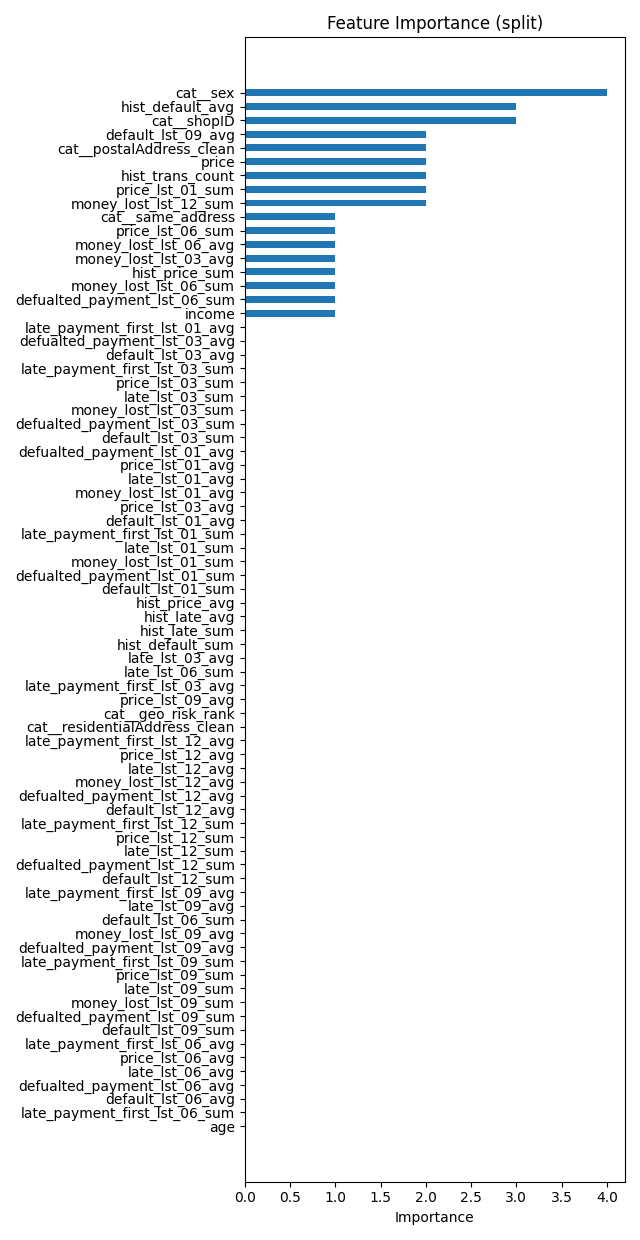 Feature Importance (split)
cat__sex
hist_default_avg
cat__shopID
default_lst_09_avg
cat__postalAddress_clean
price
hist_trans_count
price_lst_01_sum
money_lost_lst_12_sum
cat__same_address
price_lst_06_sum
money_lost_lst_06_avg
money_lost_lst_03_avg
hist_price_sum
money_lost_lst_06_sum
defualted_payment_lst_06_sum
income
late_payment_first_lst_01_avg
defualted_payment_lst_03_avg
default_lst_03_avg
late_payment_first_lst_03_sum
price_lst_03_sum
late_lst_03_sum
money_lost_lst_03_sum
defualted_payment_lst_03_sum
default_lst_03_sum
defualted_payment_lst_01_avg
price_lst_01_avg
late_lst_01_avg
money_lost_lst_01_avg
price_lst_03_avg
default_lst_01_avg
late_payment_first_lst_01_sum
late_lst_01_sum
money_lost_lst_01_sum
defualted_payment_lst_01_sum
default_lst_01_sum
hist_price_avg
hist_late_avg
hist_late_sum
hist_default_sum
late_lst_03_avg
late_lst_06_sum
late_payment_first_lst_03_avg
price_lst_09_avg
cat__geo_risk_rank
cat__residentialAddress_clean
late_payment_first_lst_12_avg
price_lst_12_avg
late_lst_12_avg
money_lost_lst_12_avg
defualted_payment_lst_12_avg
default_lst_12_avg
late_payment_first_lst_12_sum
price_lst_12_sum
late_lst_12_sum
defualted_payment_lst_12_sum
default_lst_12_sum
late_payment_first_lst_09_avg
late_lst_09_avg
default_lst_06_sum
money_lost_lst_09_avg
defualted_payment_lst_09_avg
late_payment_first_lst_09_sum
price_lst_09_sum
late_lst_09_sum
money_lost_lst_09_sum
defualted_payment_lst_09_sum
default_lst_09_sum
late_payment_first_lst_06_avg
price_lst_06_avg
late_lst_06_avg
defualted_payment_lst_06_avg
default_lst_06_avg
late_payment_first_lst_06_sum
age
0.0 0.5 1.0 1.5 2.0 2.5 3.0 3.5 4.0
Importance